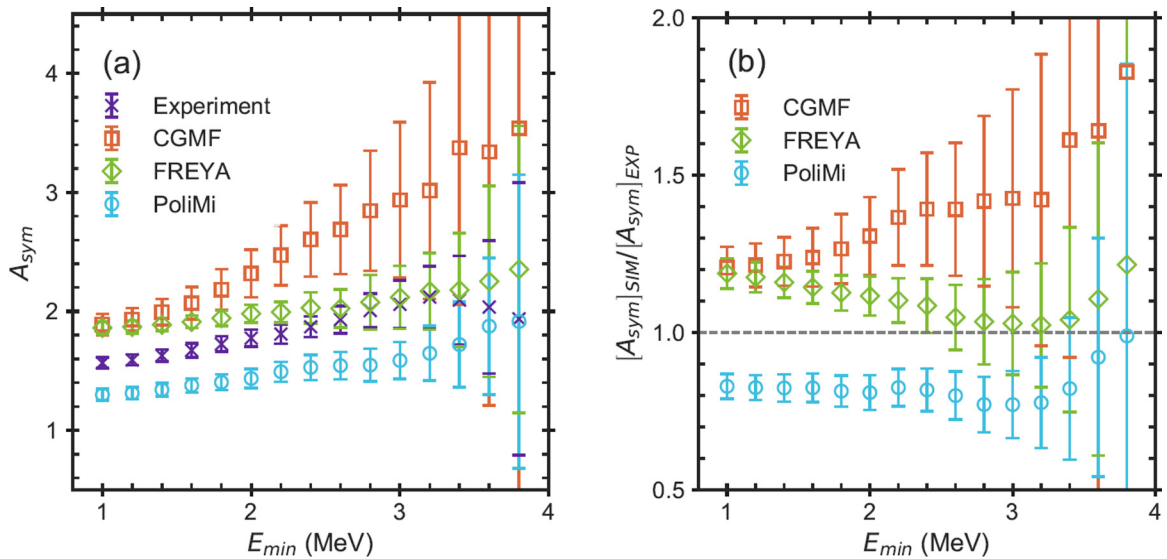 (a)
Experiment
CGMF
FREYA
PoliMi
A_sym
4
3
2
1
1 2 3 4
E_min (MeV)
(b)
CGMF
FREYA
PoliMi
[A_sym]_SIM/[A_sym]_EXP
2.0
1.5
1.0
0.5
1 2 3 4
E_min (MeV)